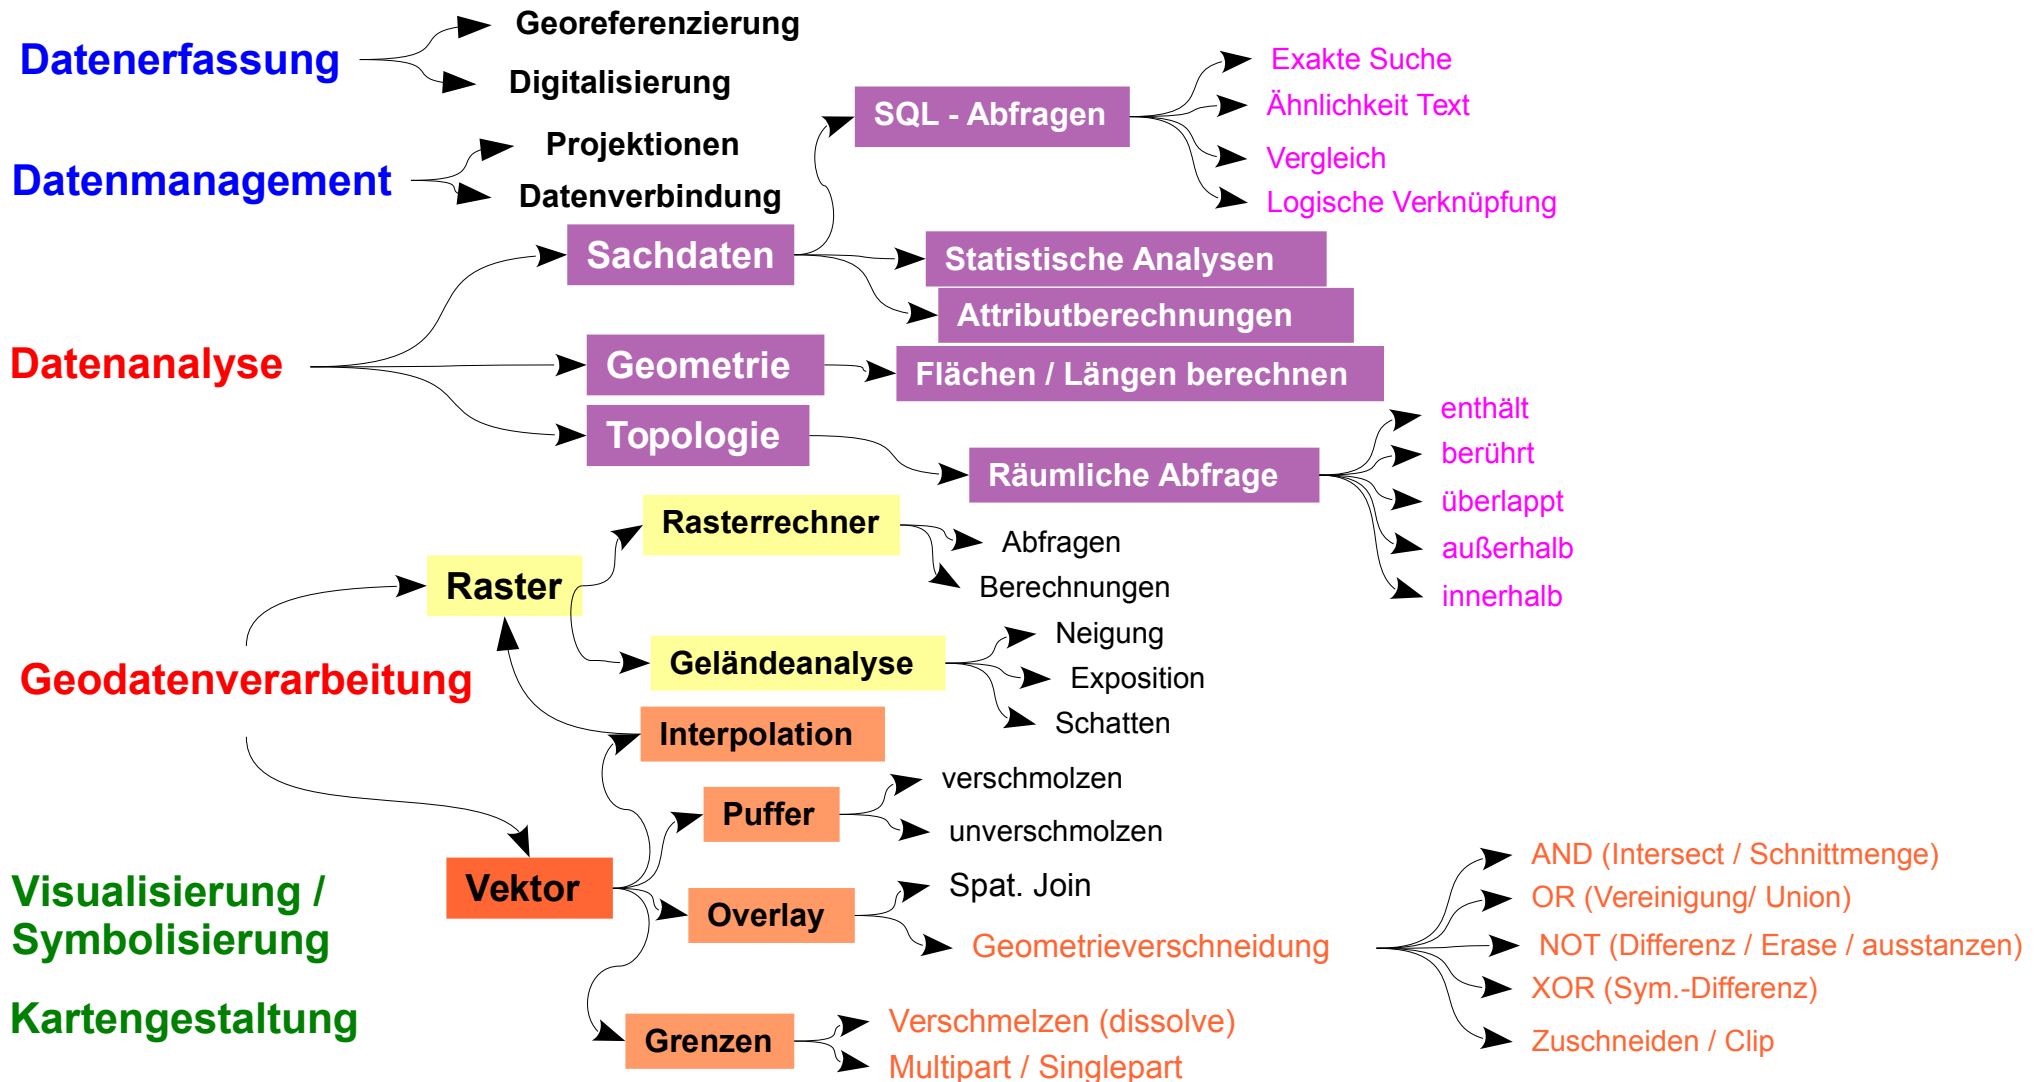 Datenerfassung
Georeferenzierung
Digitalisierung
Datenmanagement
Projektionen
Datenverbindung
Datenanalyse
Sachdaten
SQL - Abfragen
Exakte Suche
Ähnlichkeit Text
Vergleich
Logische Verknüpfung
Statistische Analysen
Attributberechnungen
Geometrie
Flächen / Längen berechnen
Topologie
Räumliche Abfrage
enthält
berührt
überlappt
außerhalb
innerhalb
Geodatenverarbeitung
Raster
Rasterrechner
Abfragen
Berechnungen
Geländeanalyse
Neigung
Exposition
Schatten
Vektor
Interpolation
Puffer
verschmolzen
unverschmolzen
Overlay
Spat. Join
Geometrieverschneidung
AND (Intersect / Schnittmenge)
OR (Vereinigung/ Union)
NOT (Differenz / Erase / ausstanzen)
XOR (Sym.-Differenz)
Zuschneiden / Clip
Grenzen
Verschmelzen (dissolve)
Multipart / Singlepart
Visualisierung /
Symbolisierung
Kartengestaltung